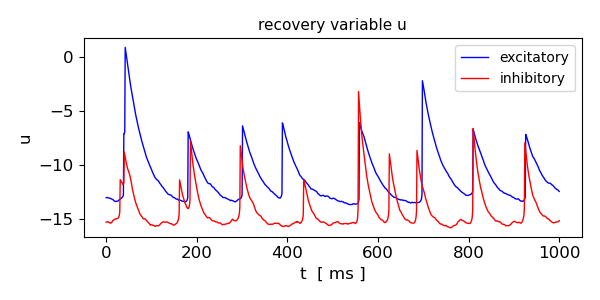 recovery variable u
excitatory
inhibitory
u
0
−5
−10
−15
0
200
400
600
800
1000
t [ ms ]